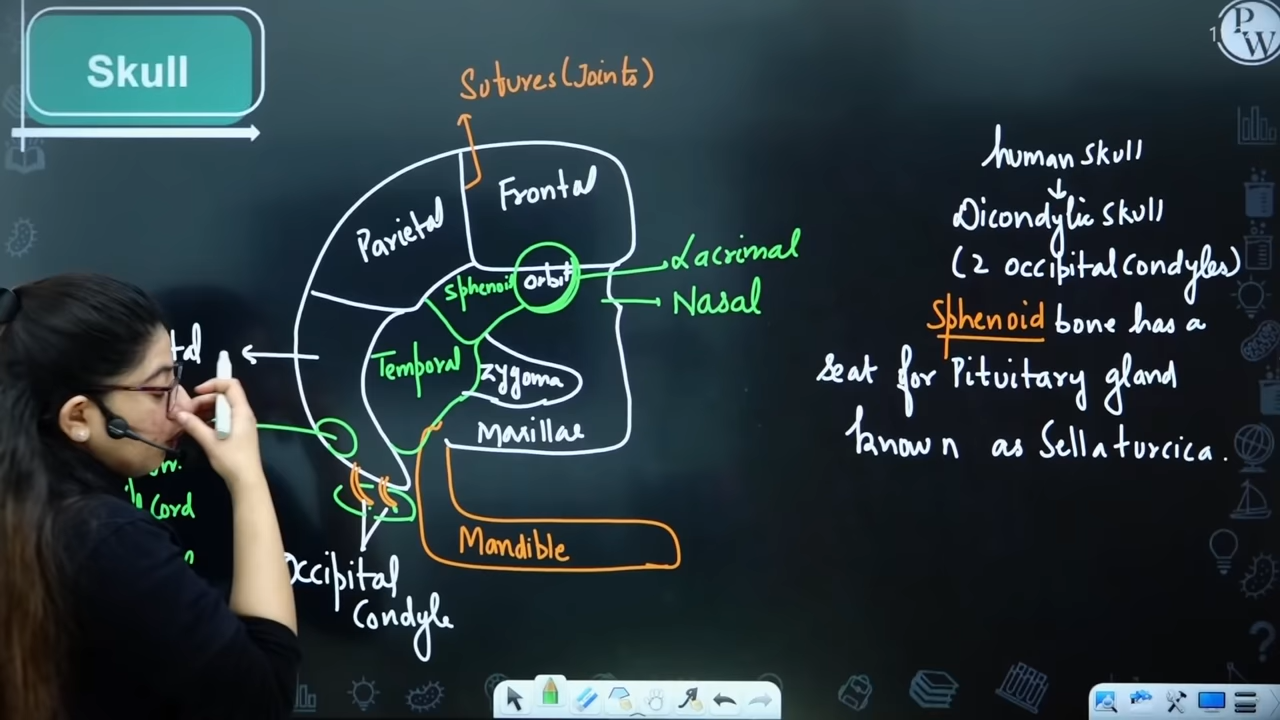 Skull
PW
Sutures (Joints)
Frontal
Parietal
Sphenoid
Orbit
Lacrimal
Nasal
Temporal
Zygoma
Maxillae
Mandible
Cord
Occipital
Condyle
human skull
Dicondylic skull
(2 occipital condyles)
Sphenoid bone has a
seat for Pituitary gland
known as Sella turcica.